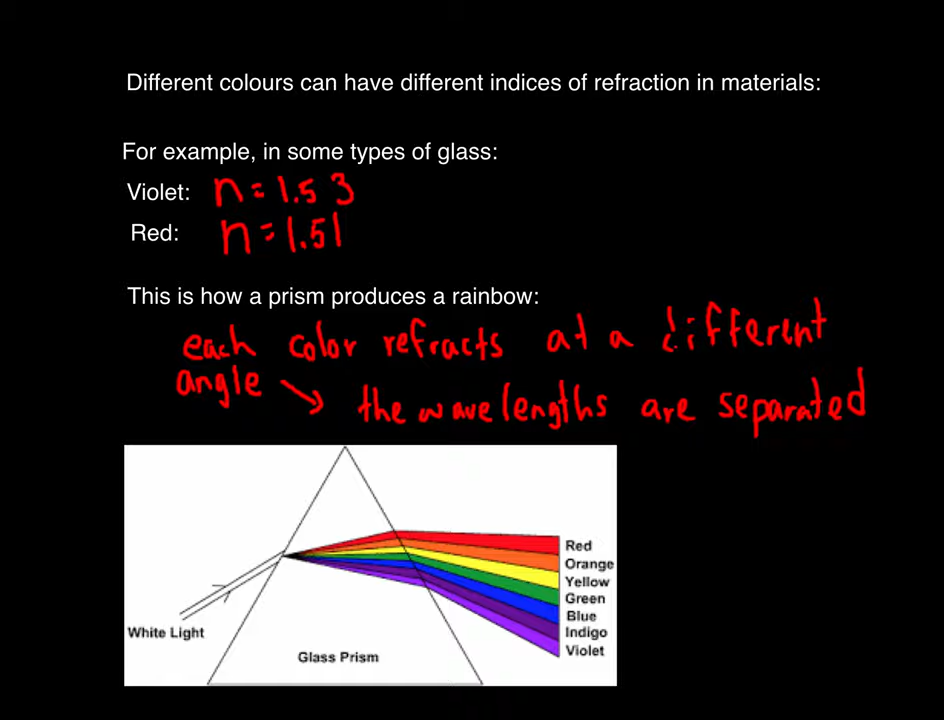 Different colours can have different indices of refraction in materials:
For example, in some types of glass:
Violet: n = 1.53
Red: n = 1.51
This is how a prism produces a rainbow:
each color refracts at a different
angle → the wavelengths are separated
Red
Orange
Yellow
Green
Blue
Indigo
Violet
White Light
Glass Prism